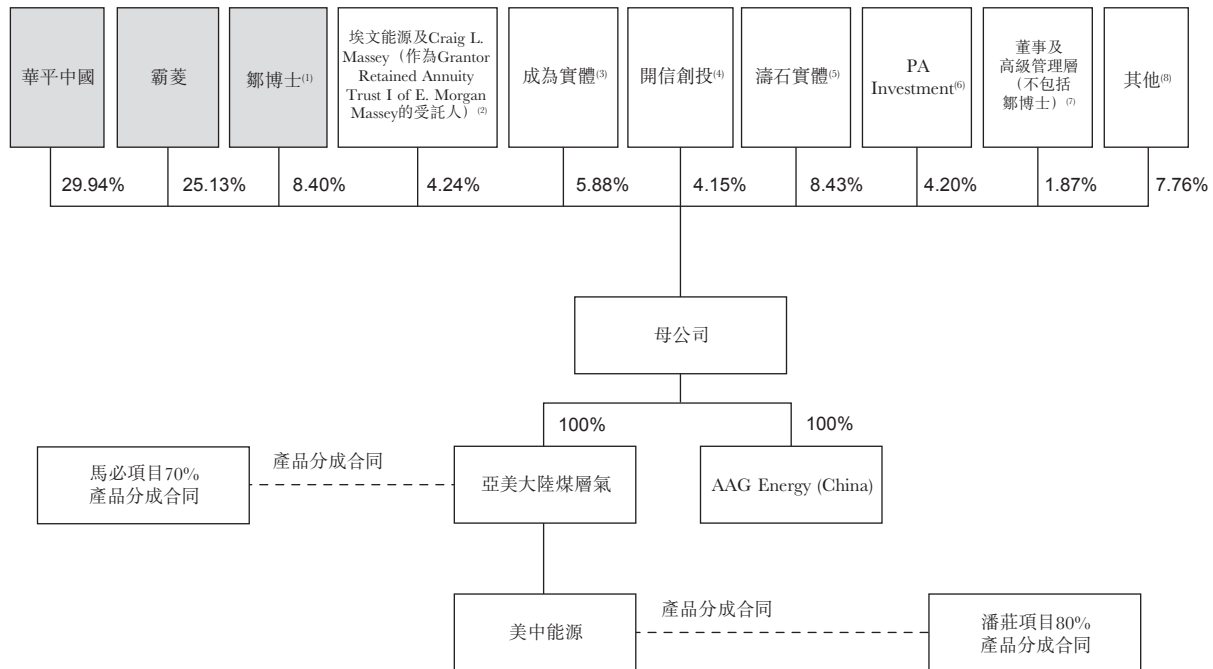 華平中國
霸菱
鄒博士(1)
埃文能源及Craig L.
Massey（作為Grantor
Retained Annuity
Trust I of E. Morgan
Massey的受託人）(2)
成為實體(3)
開信創投(4)
濤石實體(5)
PA
Investment(6)
董事及
高級管理層
（不包括
鄒博士）(7)
其他(8)
29.94%
25.13%
8.40%
4.24%
5.88%
4.15%
8.43%
4.20%
1.87%
7.76%
母公司
100%
100%
馬必項目70%
產品分成合同
產品分成合同
亞美大陸煤層氣
AAG Energy (China)
美中能源
產品分成合同
潘莊項目80%
產品分成合同